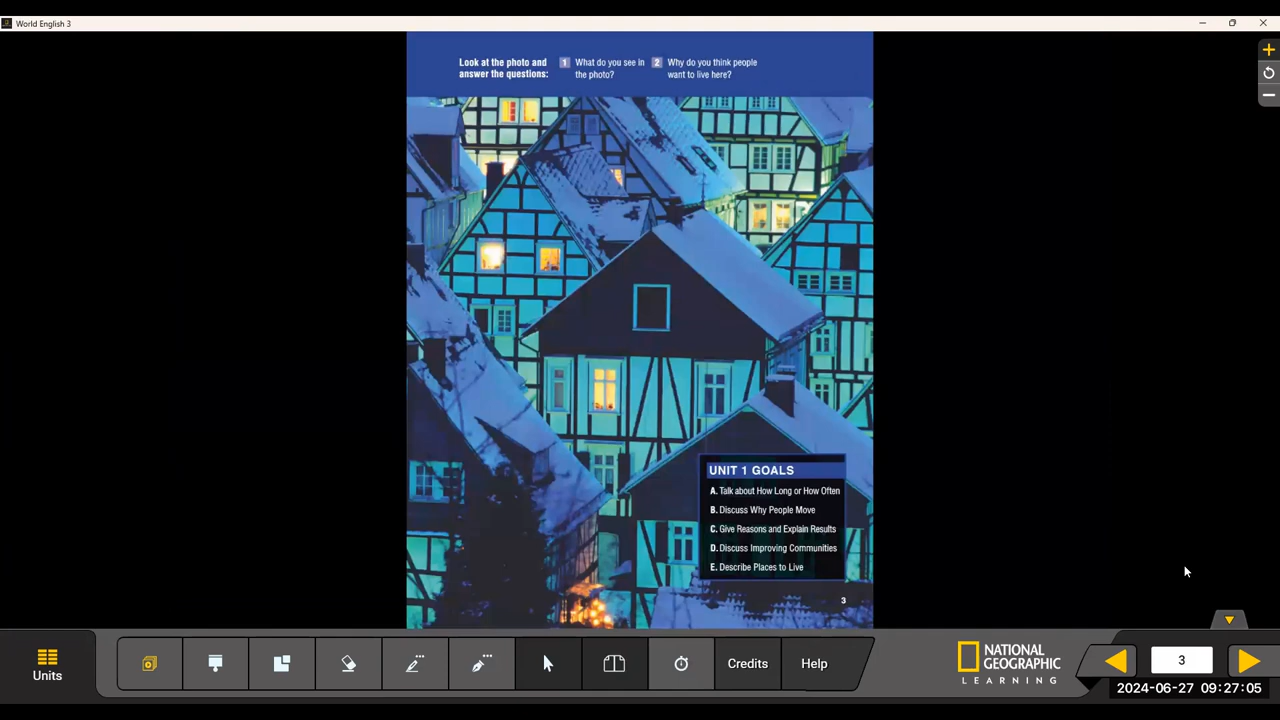 World English 3
Look at the photo and
answer the questions:
1 What do you see in
the photo?
2 Why do you think people
want to live here?
UNIT 1 GOALS
A. Talk about How Long or How Often
B. Discuss Why People Move
C. Give Reasons and Explain Results
D. Discuss Improving Communities
E. Describe Places to Live
3
Units
Credits
Help
NATIONAL
GEOGRAPHIC
LEARNING
3
2024-06-27 09:27:05